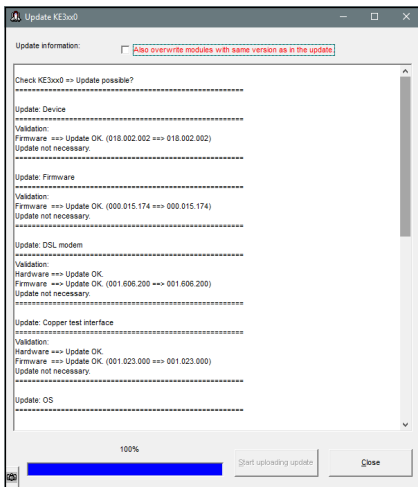 Update KE3xx0
Update information:
Also overwrite modules with same version as in the update.
Check KE3xx0 => Update possible?
=======================================================
Update: Device
=======================================================
Validation:
Firmware ==> Update OK. (018.002.002 ==> 018.002.002)
Update not necessary.
=======================================================
Update: Firmware
=======================================================
Validation:
Firmware ==> Update OK. (000.015.174 ==> 000.015.174)
Update not necessary.
=======================================================
Update: DSL modem
=======================================================
Validation:
Hardware ==> Update OK.
Firmware ==> Update OK. (001.606.200 ==> 001.606.200)
Update not necessary.
=======================================================
Update: Copper test interface
=======================================================
Validation:
Hardware ==> Update OK.
Firmware ==> Update OK. (001.023.000 ==> 001.023.000)
Update not necessary.
=======================================================
Update: OS
=======================================================
100%
Start uploading update
Close